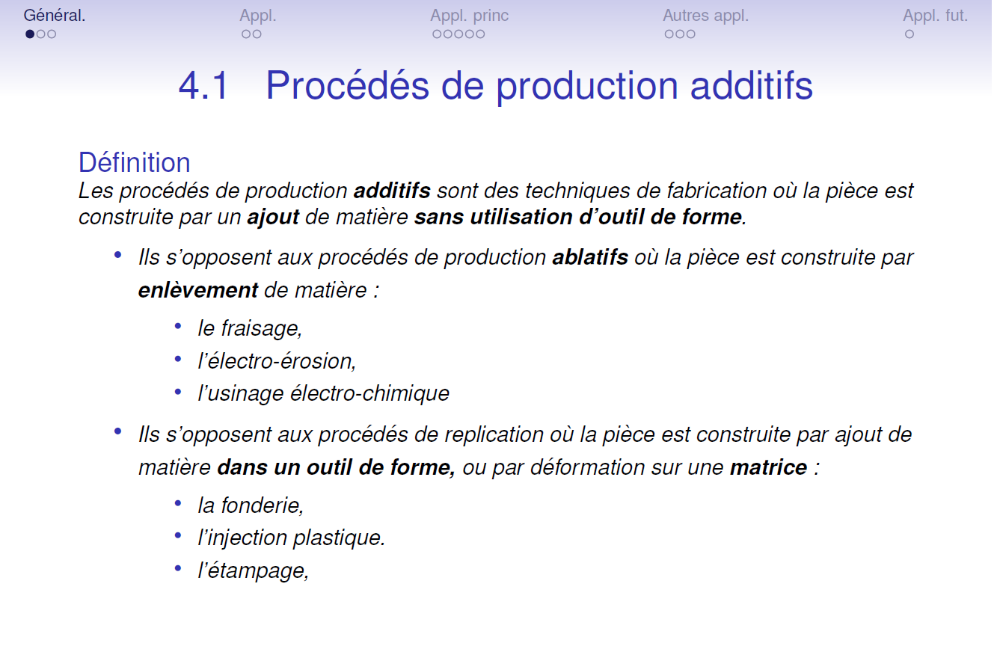 Général.
Appl.
Appl. princ
Autres appl.
Appl. fut.
4.1 Procédés de production additifs
Définition
Les procédés de production additifs sont des techniques de fabrication où la pièce est
construite par un ajout de matière sans utilisation d'outil de forme.
• Ils s'opposent aux procédés de production ablatifs où la pièce est construite par
enlèvement de matière :
• le fraisage,
• l'électro-érosion,
• l'usinage électro-chimique
• Ils s'opposent aux procédés de replication où la pièce est construite par ajout de
matière dans un outil de forme, ou par déformation sur une matrice :
• la fonderie,
• l'injection plastique.
• l'étampage,